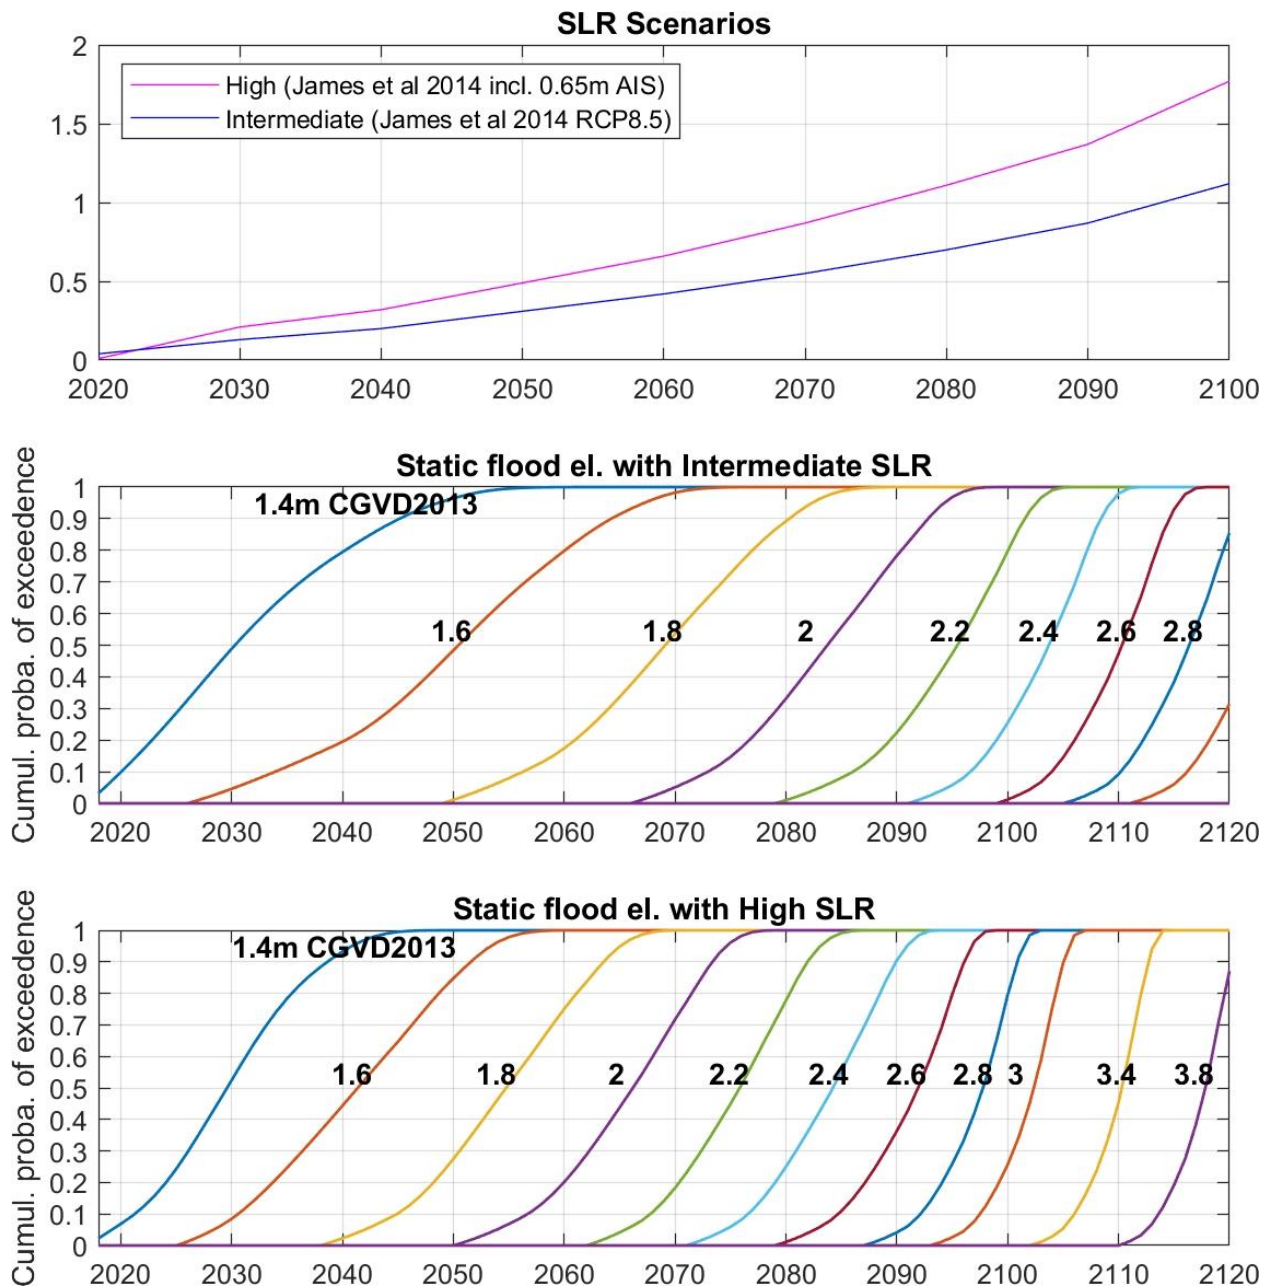 SLR Scenarios
2
1.5
1
0.5
0
High (James et al 2014 incl. 0.65m AIS)
Intermediate (James et al 2014 RCP8.5)
2020 2030 2040 2050 2060 2070 2080 2090 2100
Static flood el. with Intermediate SLR
Cumul. proba. of exceedence
1
0.9
0.8
0.7
0.6
0.5
0.4
0.3
0.2
0.1
0
1.4m CGVD2013
1.6 1.8 2 2.2 2.4 2.6 2.8
2020 2030 2040 2050 2060 2070 2080 2090 2100 2110 2120
Static flood el. with High SLR
Cumul. proba. of exceedence
1
0.9
0.8
0.7
0.6
0.5
0.4
0.3
0.2
0.1
0
1.4m CGVD2013
1.6 1.8 2 2.2 2.4 2.6 2.8 3 3.4 3.8
2020 2030 2040 2050 2060 2070 2080 2090 2100 2110 2120